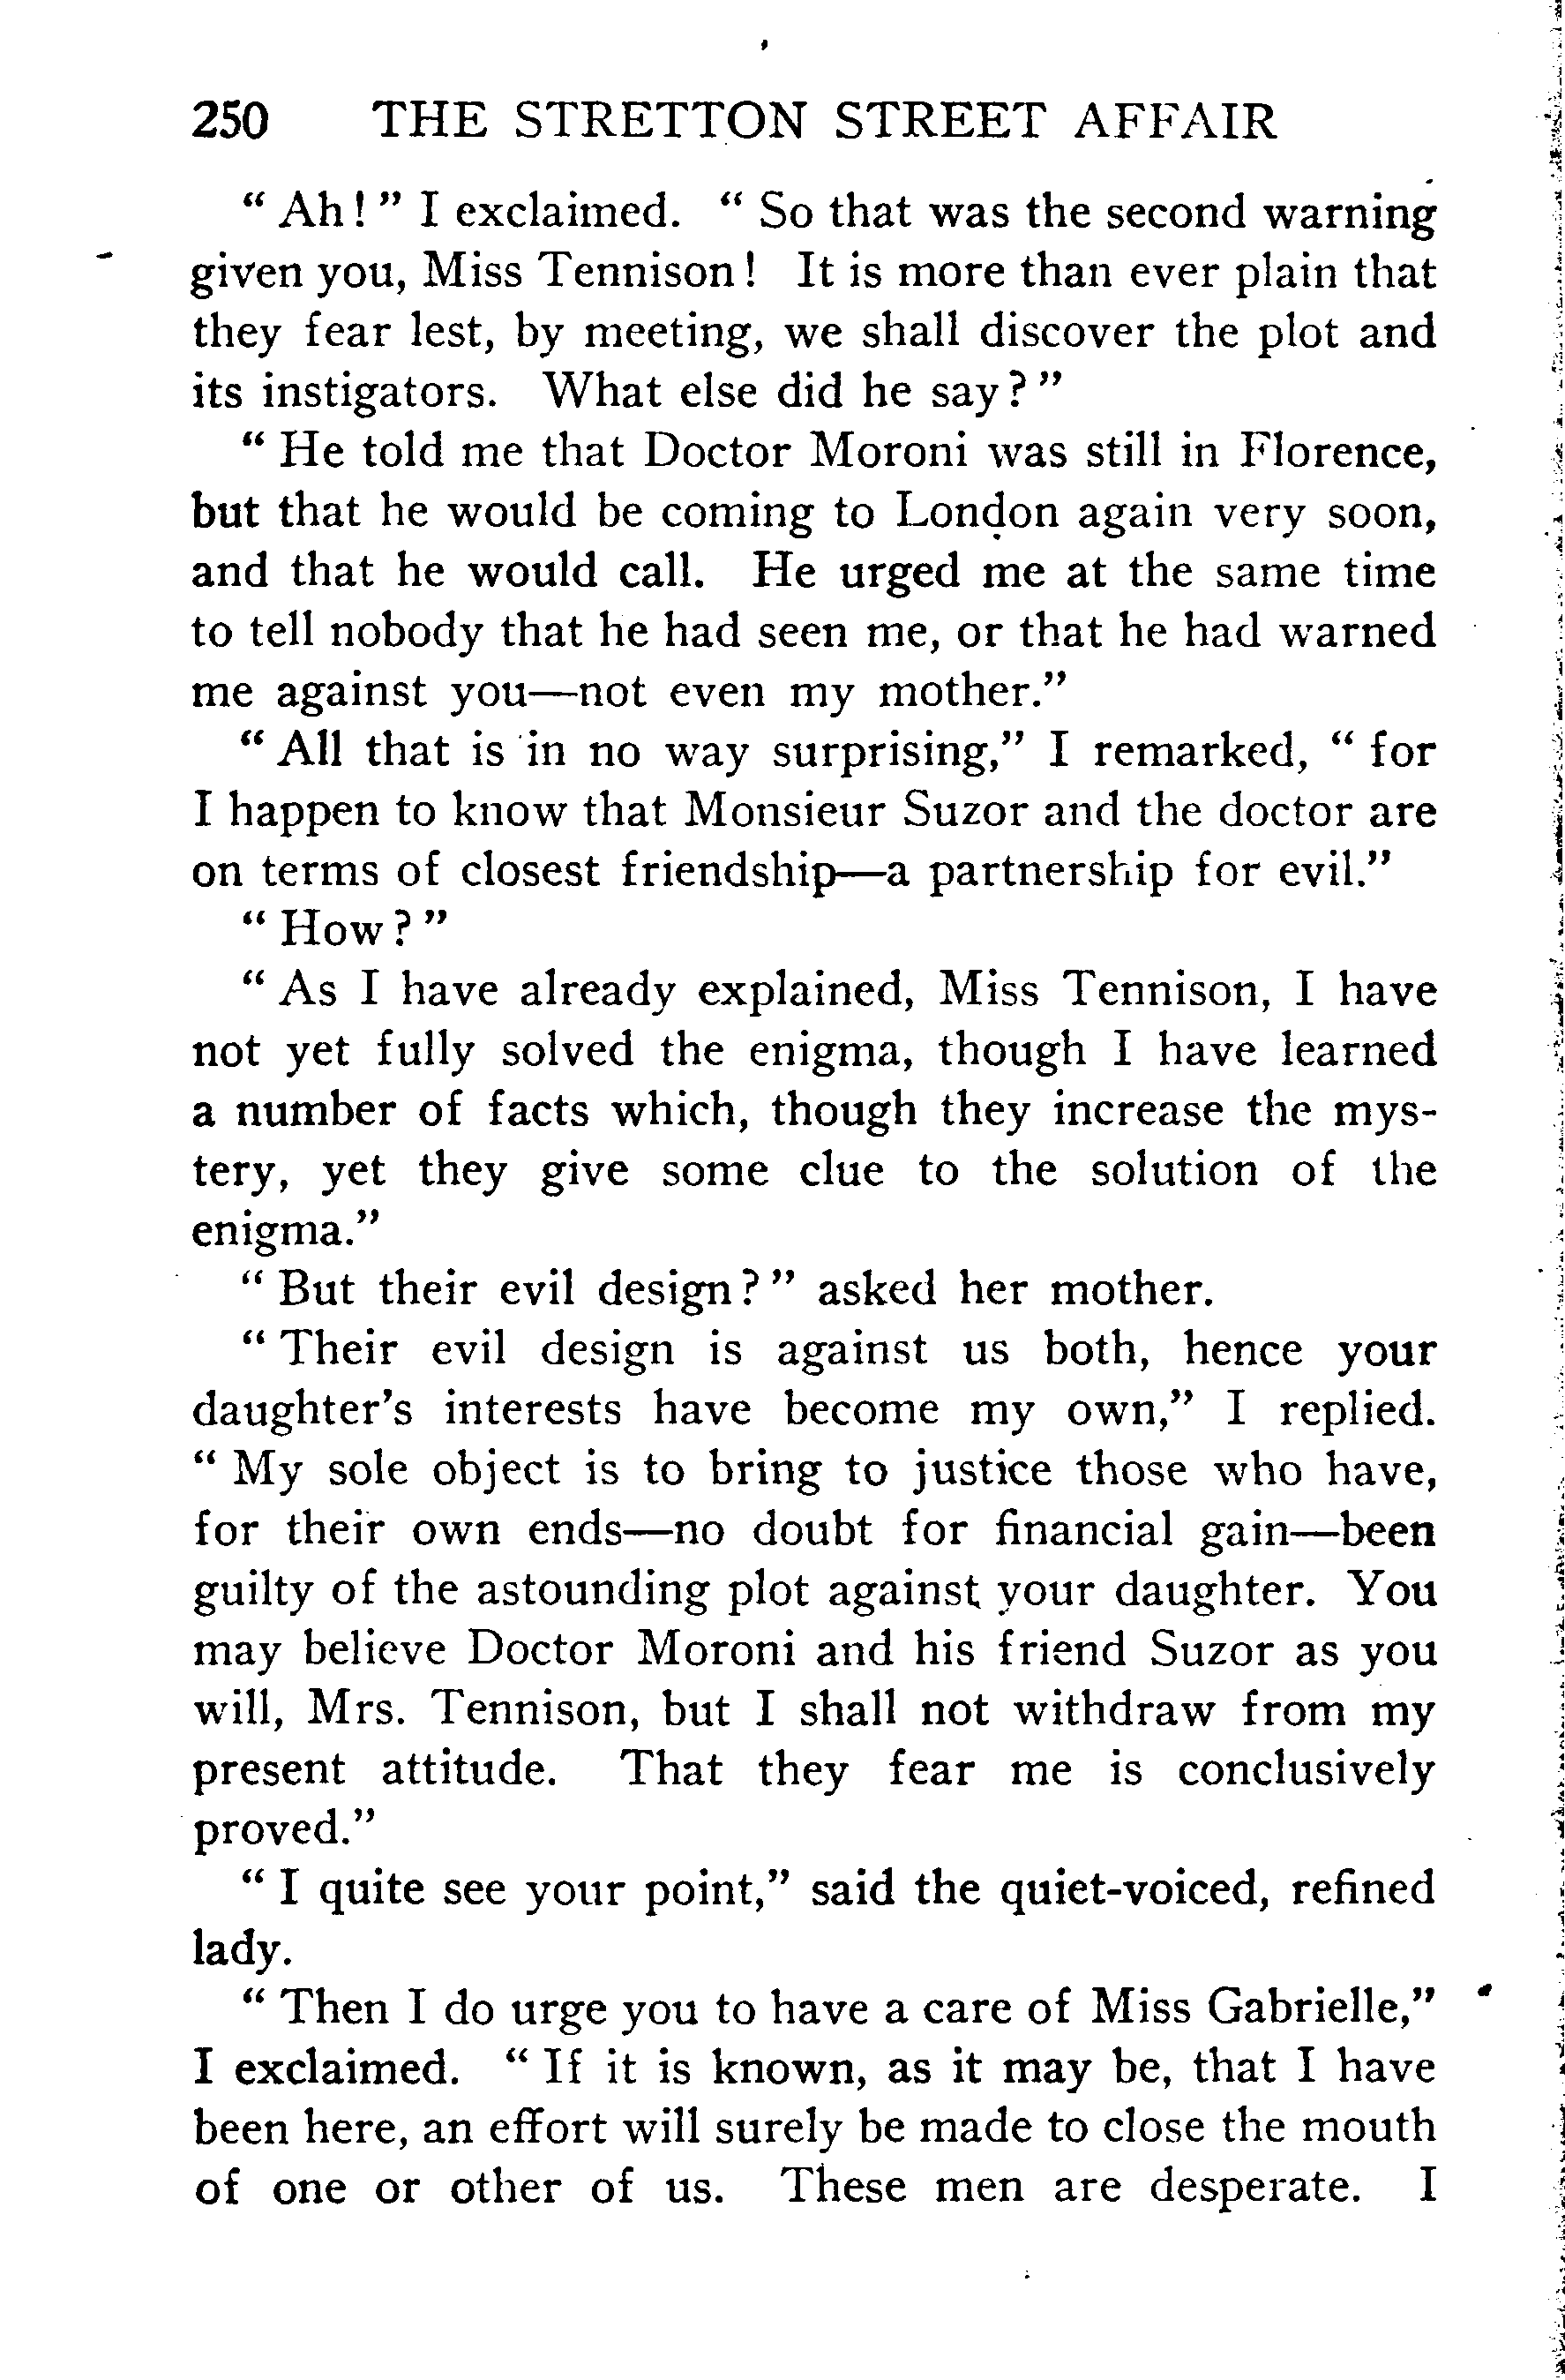 250 THE STRETTON STREET AFFAIR
“ Ah! ” I exclaimed. “ So that was the second warning
given you, Miss Tennison! It is more than ever plain that
they fear lest, by meeting, we shall discover the plot and
its instigators. What else did he say? ”
“ He told me that Doctor Moroni was still in Florence,
but that he would be coming to London again very soon,
and that he would call. He urged me at the same time
to tell nobody that he had seen me, or that he had warned
me against you—not even my mother.”
“ All that is in no way surprising,” I remarked, “ for
I happen to know that Monsieur Suzor and the doctor are
on terms of closest friendship—a partnership for evil.”
“ How? ”
“ As I have already explained, Miss Tennison, I have
not yet fully solved the enigma, though I have learned
a number of facts which, though they increase the mys-
tery, yet they give some clue to the solution of the
enigma.”
“ But their evil design? ” asked her mother.
“ Their evil design is against us both, hence your
daughter’s interests have become my own,” I replied.
“ My sole object is to bring to justice those who have,
for their own ends—no doubt for financial gain—been
guilty of the astounding plot against your daughter. You
may believe Doctor Moroni and his friend Suzor as you
will, Mrs. Tennison, but I shall not withdraw from my
present attitude. That they fear me is conclusively
proved.”
“ I quite see your point,” said the quiet-voiced, refined
lady.
“ Then I do urge you to have a care of Miss Gabrielle,”
I exclaimed. “ If it is known, as it may be, that I have
been here, an effort will surely be made to close the mouth
of one or other of us. These men are desperate. I